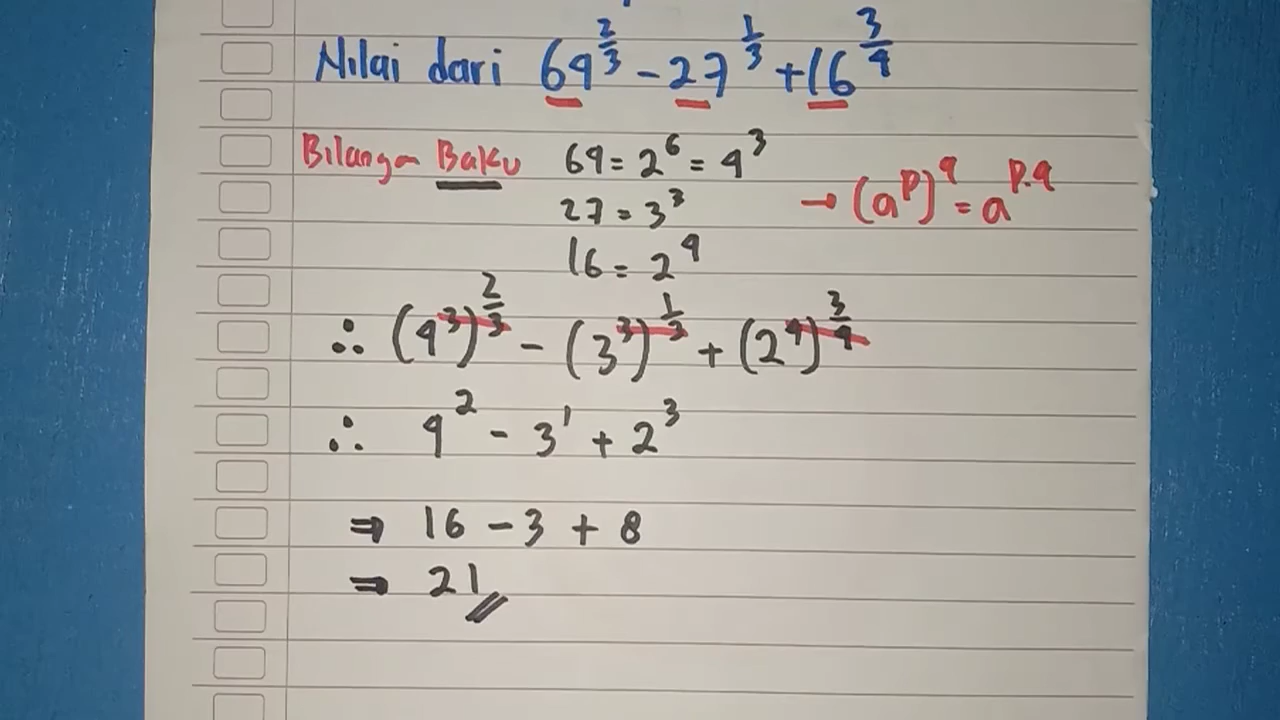 Nilai dari 64^{2/3} - 27^{1/3} + 16^{3/4}
Bilangan Baku 64 = 2^6 = 4^3
27 = 3^3
→ (a^p)^q = a^{p.q}
16 = 2^4
∴ (4^3)^{2/3} - (3^3)^{1/3} + (2^4)^{3/4}
∴ 4^2 - 3^1 + 2^3
⇒ 16 - 3 + 8
⇒ 21